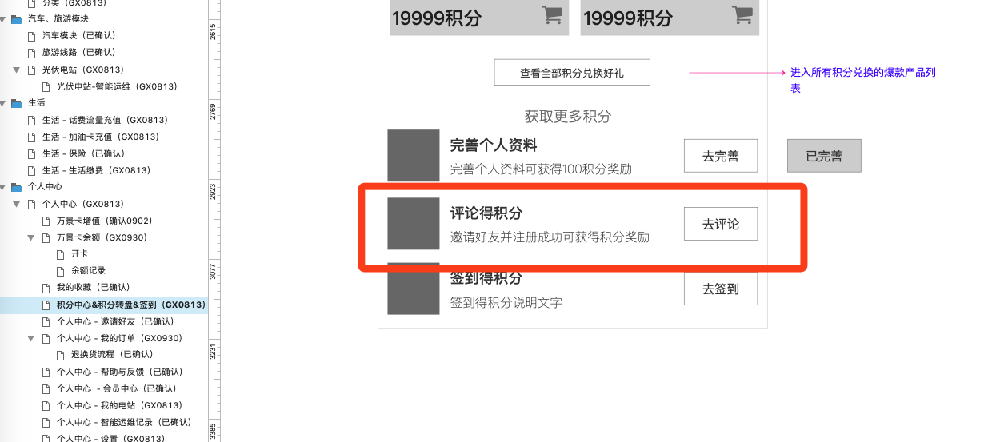 分类（GX0813）
汽车、旅游模块
汽车模块（已确认）
旅游线路（已确认）
光伏电站（GX0813）
光伏电站-智能运维（GX0813）
生活
生活 - 话费流量充值（GX0813）
生活 - 加油卡充值（GX0813）
生活 - 保险（已确认）
生活 - 生活缴费（GX0813）
个人中心
个人中心（GX0813）
万景卡增值（确认0902）
万景卡余额（GX0930）
开卡
余额记录
我的收藏（已确认）
积分中心&积分转盘&签到（GX0813）
个人中心 - 邀请好友（已确认）
个人中心 - 我的订单（GX0930）
退换货流程（已确认）
个人中心 - 帮助与反馈（已确认）
个人中心  - 会员中心（已确认）
个人中心 - 我的电站（GX0813）
个人中心 - 智能运维记录（已确认）
个人中心 - 设置（GX0813）
2615
2769
2923
3077
3231
3385
19999积分
19999积分
查看全部积分兑换好礼
进入所有积分兑换的爆款产品列
表
获取更多积分
完善个人资料
完善个人资料可获得100积分奖励
去完善
已完善
评论得积分
邀请好友并注册成功可获得积分奖励
去评论
签到得积分
签到得积分说明文字
去签到